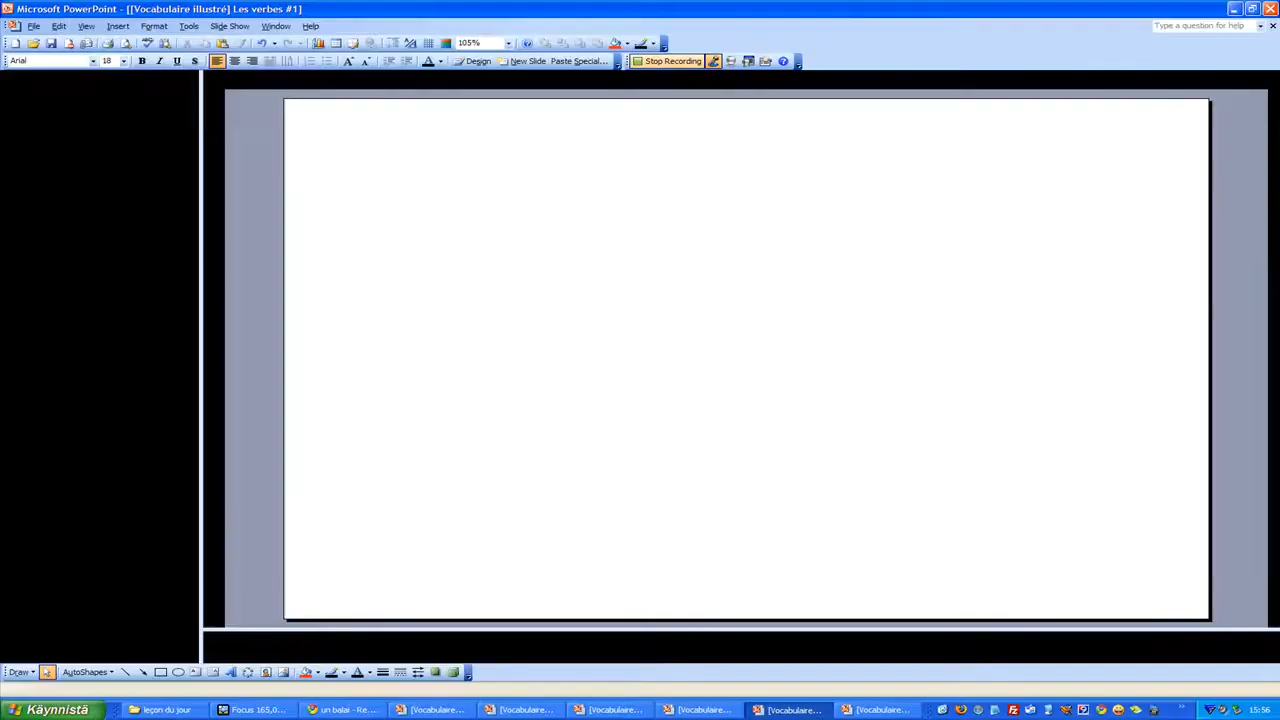 Microsoft PowerPoint - [[Vocabulaire illustré] Les verbes #1]
File Edit View Insert Format Tools Slide Show Window Help
Type a question for help
105%
Arial 18 B I U S A Design New Slide Paste Special... Stop Recording
Draw AutoShapes
Käynnistä leçon du jour Focus 165,0... un balai - Re... [Vocabulaire... [Vocabulaire... [Vocabulaire... [Vocabulaire... [Vocabulaire... [Vocabulaire... 15:56